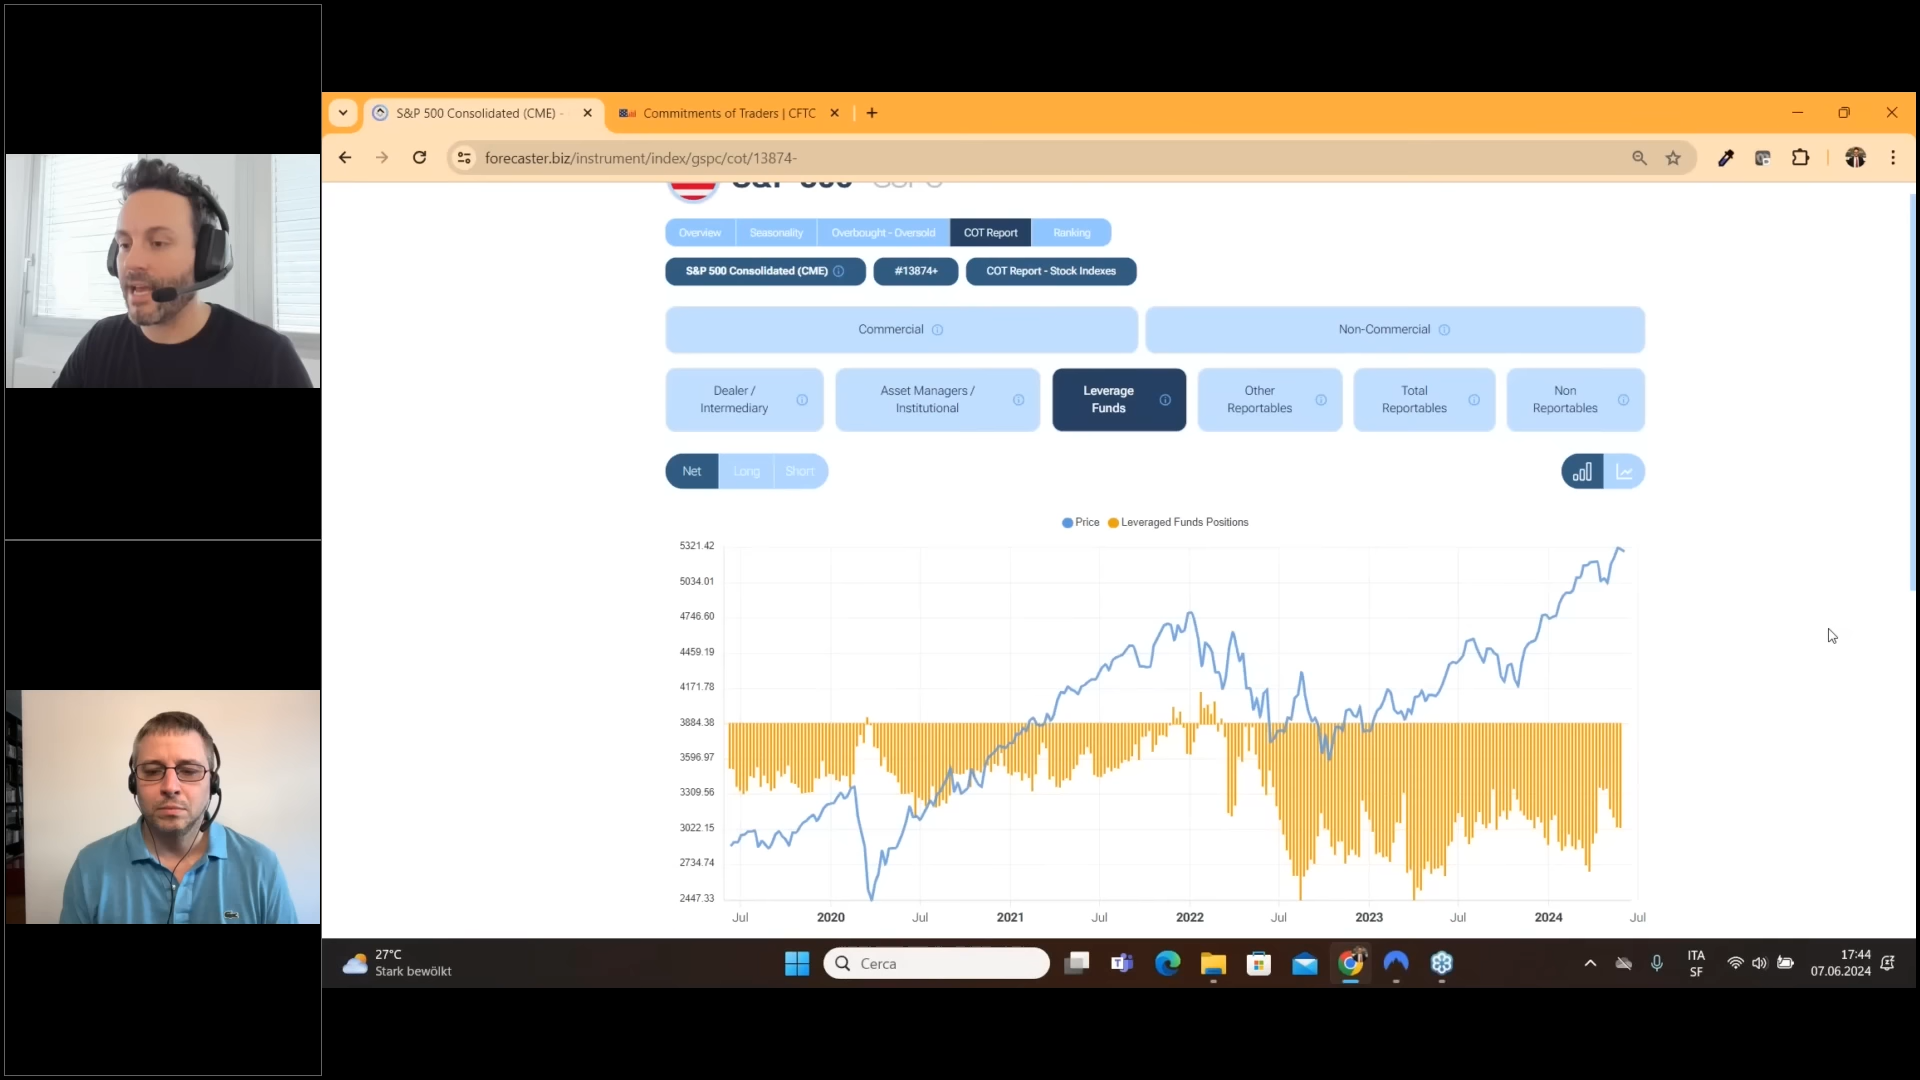 S&P 500 Consolidated (CME) -
Commitments of Traders | CFTC
forecaster.biz/instrument/index/gspc/cot/13874-
S&P 500 GSPC
Overview Seasonality Overbought - Oversold COT Report Ranking
S&P 500 Consolidated (CME) #13874+ COT Report - Stock Indexes
Commercial Non-Commercial
Dealer /
Intermediary
Asset Managers /
Institutional
Leverage
Funds
Other
Reportables
Total
Reportables
Non
Reportables
Net Long Short
Price Leveraged Funds Positions
5321.42
5034.01
4746.60
4459.19
4171.78
3884.38
3596.97
3309.56
3022.15
2734.74
2447.33
Jul 2020 Jul 2021 Jul 2022 Jul 2023 Jul 2024 Jul
27°C
Stark bewölkt
Cerca
ITA
SF
17:44
07.06.2024